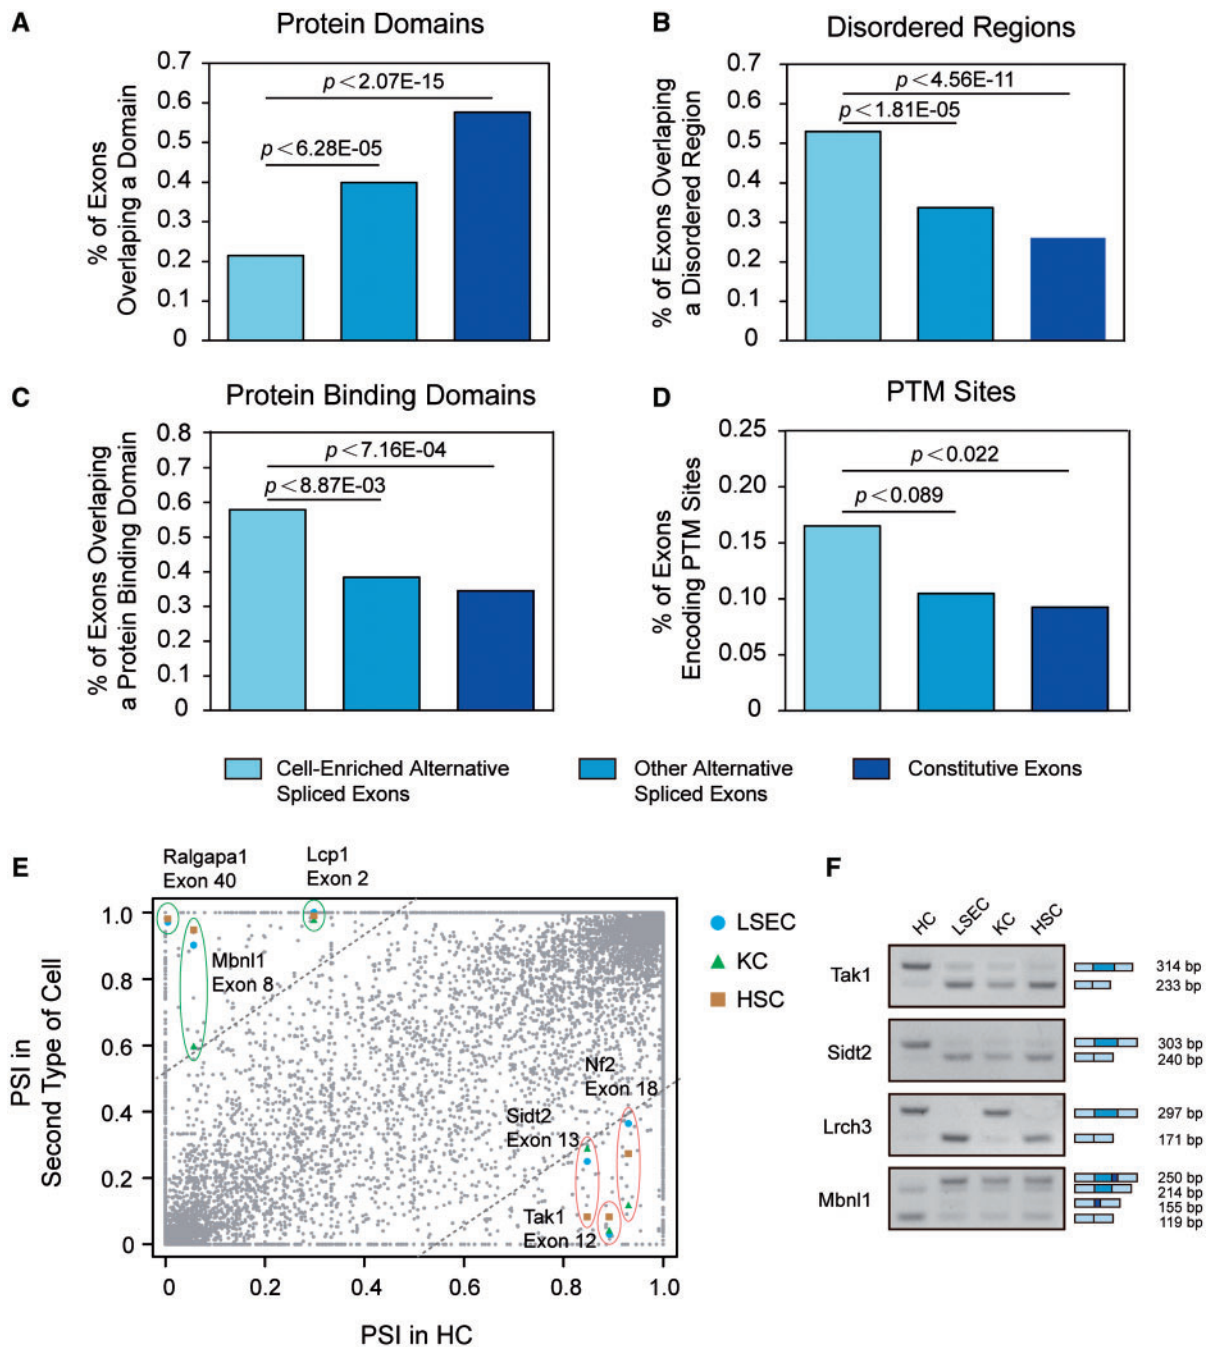 A
Protein Domains
% of Exons
Overlaping a Domain
0.7
0.6
0.5
0.4
0.3
0.2
0.1
0
p<2.07E-15
p<6.28E-05
B
Disordered Regions
% of Exons Overlaping
a Disordered Region
0.7
0.6
0.5
0.4
0.3
0.2
0.1
0
p<4.56E-11
p<1.81E-05
C
Protein Binding Domains
% of Exons Overlaping
a Protein Binding Domain
0.8
0.7
0.6
0.5
0.4
0.3
0.2
0.1
0
p<7.16E-04
p<8.87E-03
D
PTM Sites
% of Exons
Encoding PTM Sites
0.25
0.20
0.15
0.10
0.05
0
p<0.022
p<0.089
Cell-Enriched Alternative
Spliced Exons
Other Alternative
Spliced Exons
Constitutive Exons
E
Ralgapa1
Exon 40
Lcp1
Exon 2
Mbnl1
Exon 8
Nf2
Exon 18
Sidt2
Exon 13
Tak1
Exon 12
PSI in
Second Type of Cell
1.0
0.8
0.6
0.4
0.2
0
0 0.2 0.4 0.6 0.8 1.0
PSI in HC
LSEC
KC
HSC
F
HC LSEC KC HSC
Tak1
314 bp
233 bp
Sidt2
303 bp
240 bp
Lrch3
297 bp
171 bp
Mbnl1
250 bp
214 bp
155 bp
119 bp